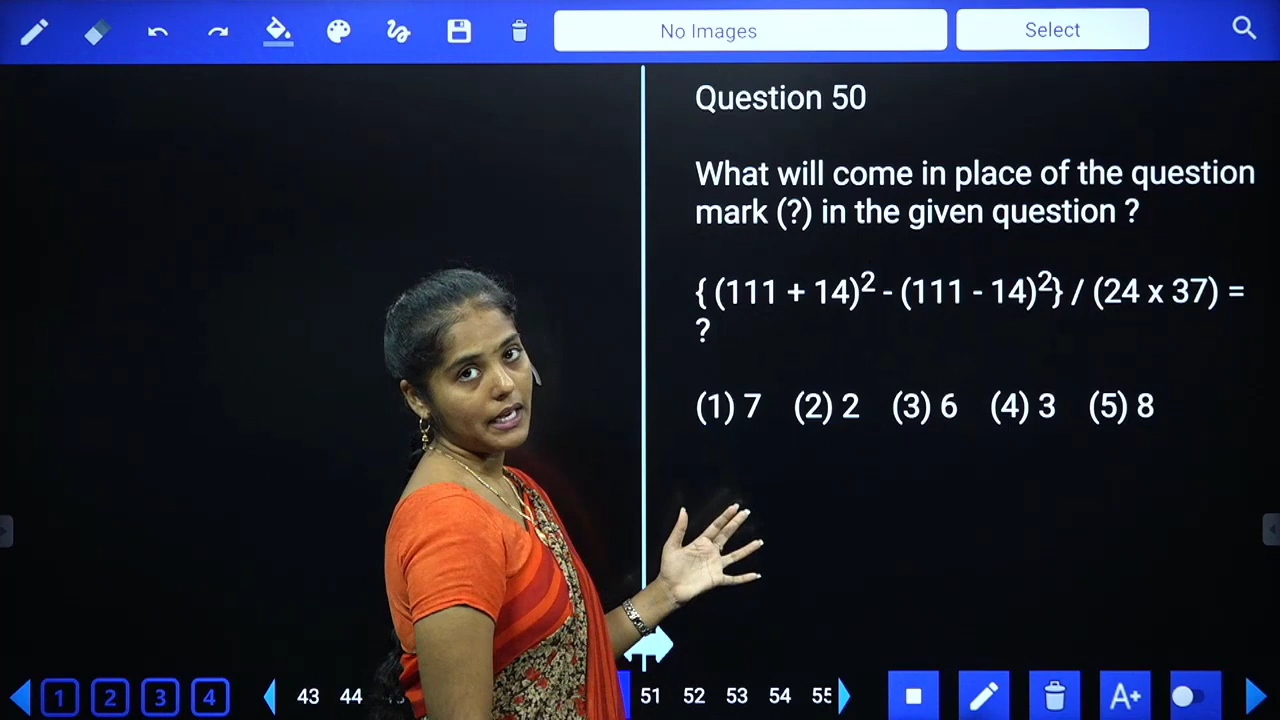 No Images
Select
Question 50
What will come in place of the question
mark (?) in the given question ?
{ (111 + 14)² - (111 - 14)²} / (24 x 37) =
?
(1) 7 (2) 2 (3) 6 (4) 3 (5) 8
1 2 3 4 43 44 51 52 53 54 55 A+